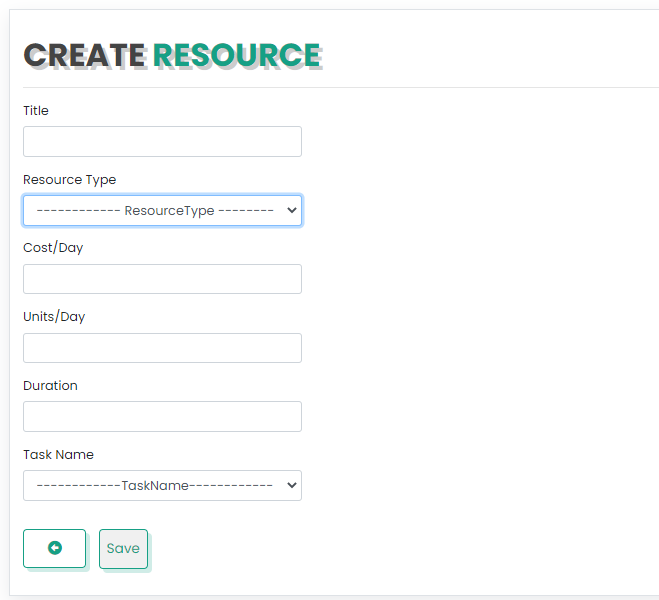 CREATE RESOURCE
Title
Resource Type
------------ ResourceType --------
Cost/Day
Units/Day
Duration
Task Name
------------TaskName------------
Save